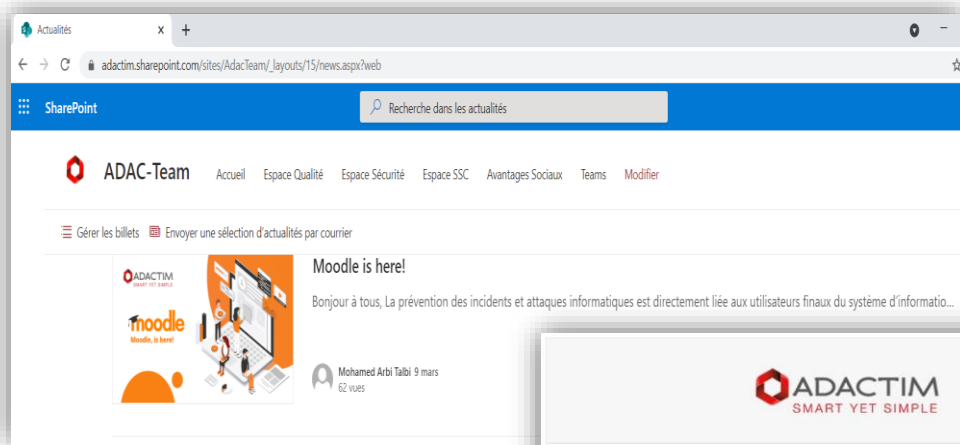 Actualités
adactim.sharepoint.com/sites/AdacTeam/_layouts/15/news.aspx?web
SharePoint
Recherche dans les actualités
ADAC-Team Accueil Espace Qualité Espace Sécurité Espace SSC Avantages Sociaux Teams Modifier
Gérer les billets Envoyer une sélection d'actualités par courrier
ADACTIM
SMART YET SIMPLE
moodle
Moodle, is here!
Moodle is here!
Bonjour à tous, La prévention des incidents et attaques informatiques est directement liée aux utilisateurs finaux du système d'informatio...
Mohamed Arbi Talbi 9 mars
62 vues
ADACTIM
SMART YET SIMPLE